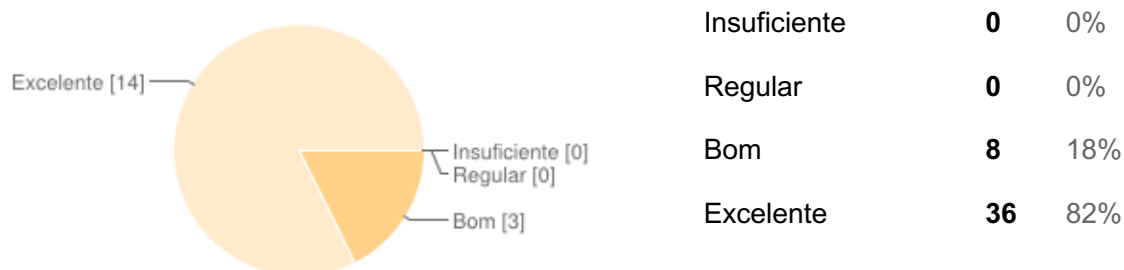 Excelente [14]
Insuficiente [0]
Regular [0]
Bom [3]
Insuficiente 0 0%
Regular 0 0%
Bom 8 18%
Excelente 36 82%